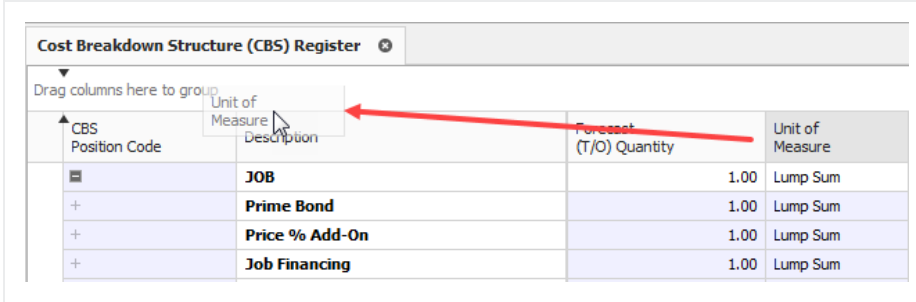 Cost Breakdown Structure (CBS) Register
Drag columns here to group
Unit of
Measure
CBS
Position Code
Description
Forecast
(T/O) Quantity
Unit of
Measure
JOB 1.00 Lump Sum
Prime Bond 1.00 Lump Sum
Price % Add-On 1.00 Lump Sum
Job Financing 1.00 Lump Sum